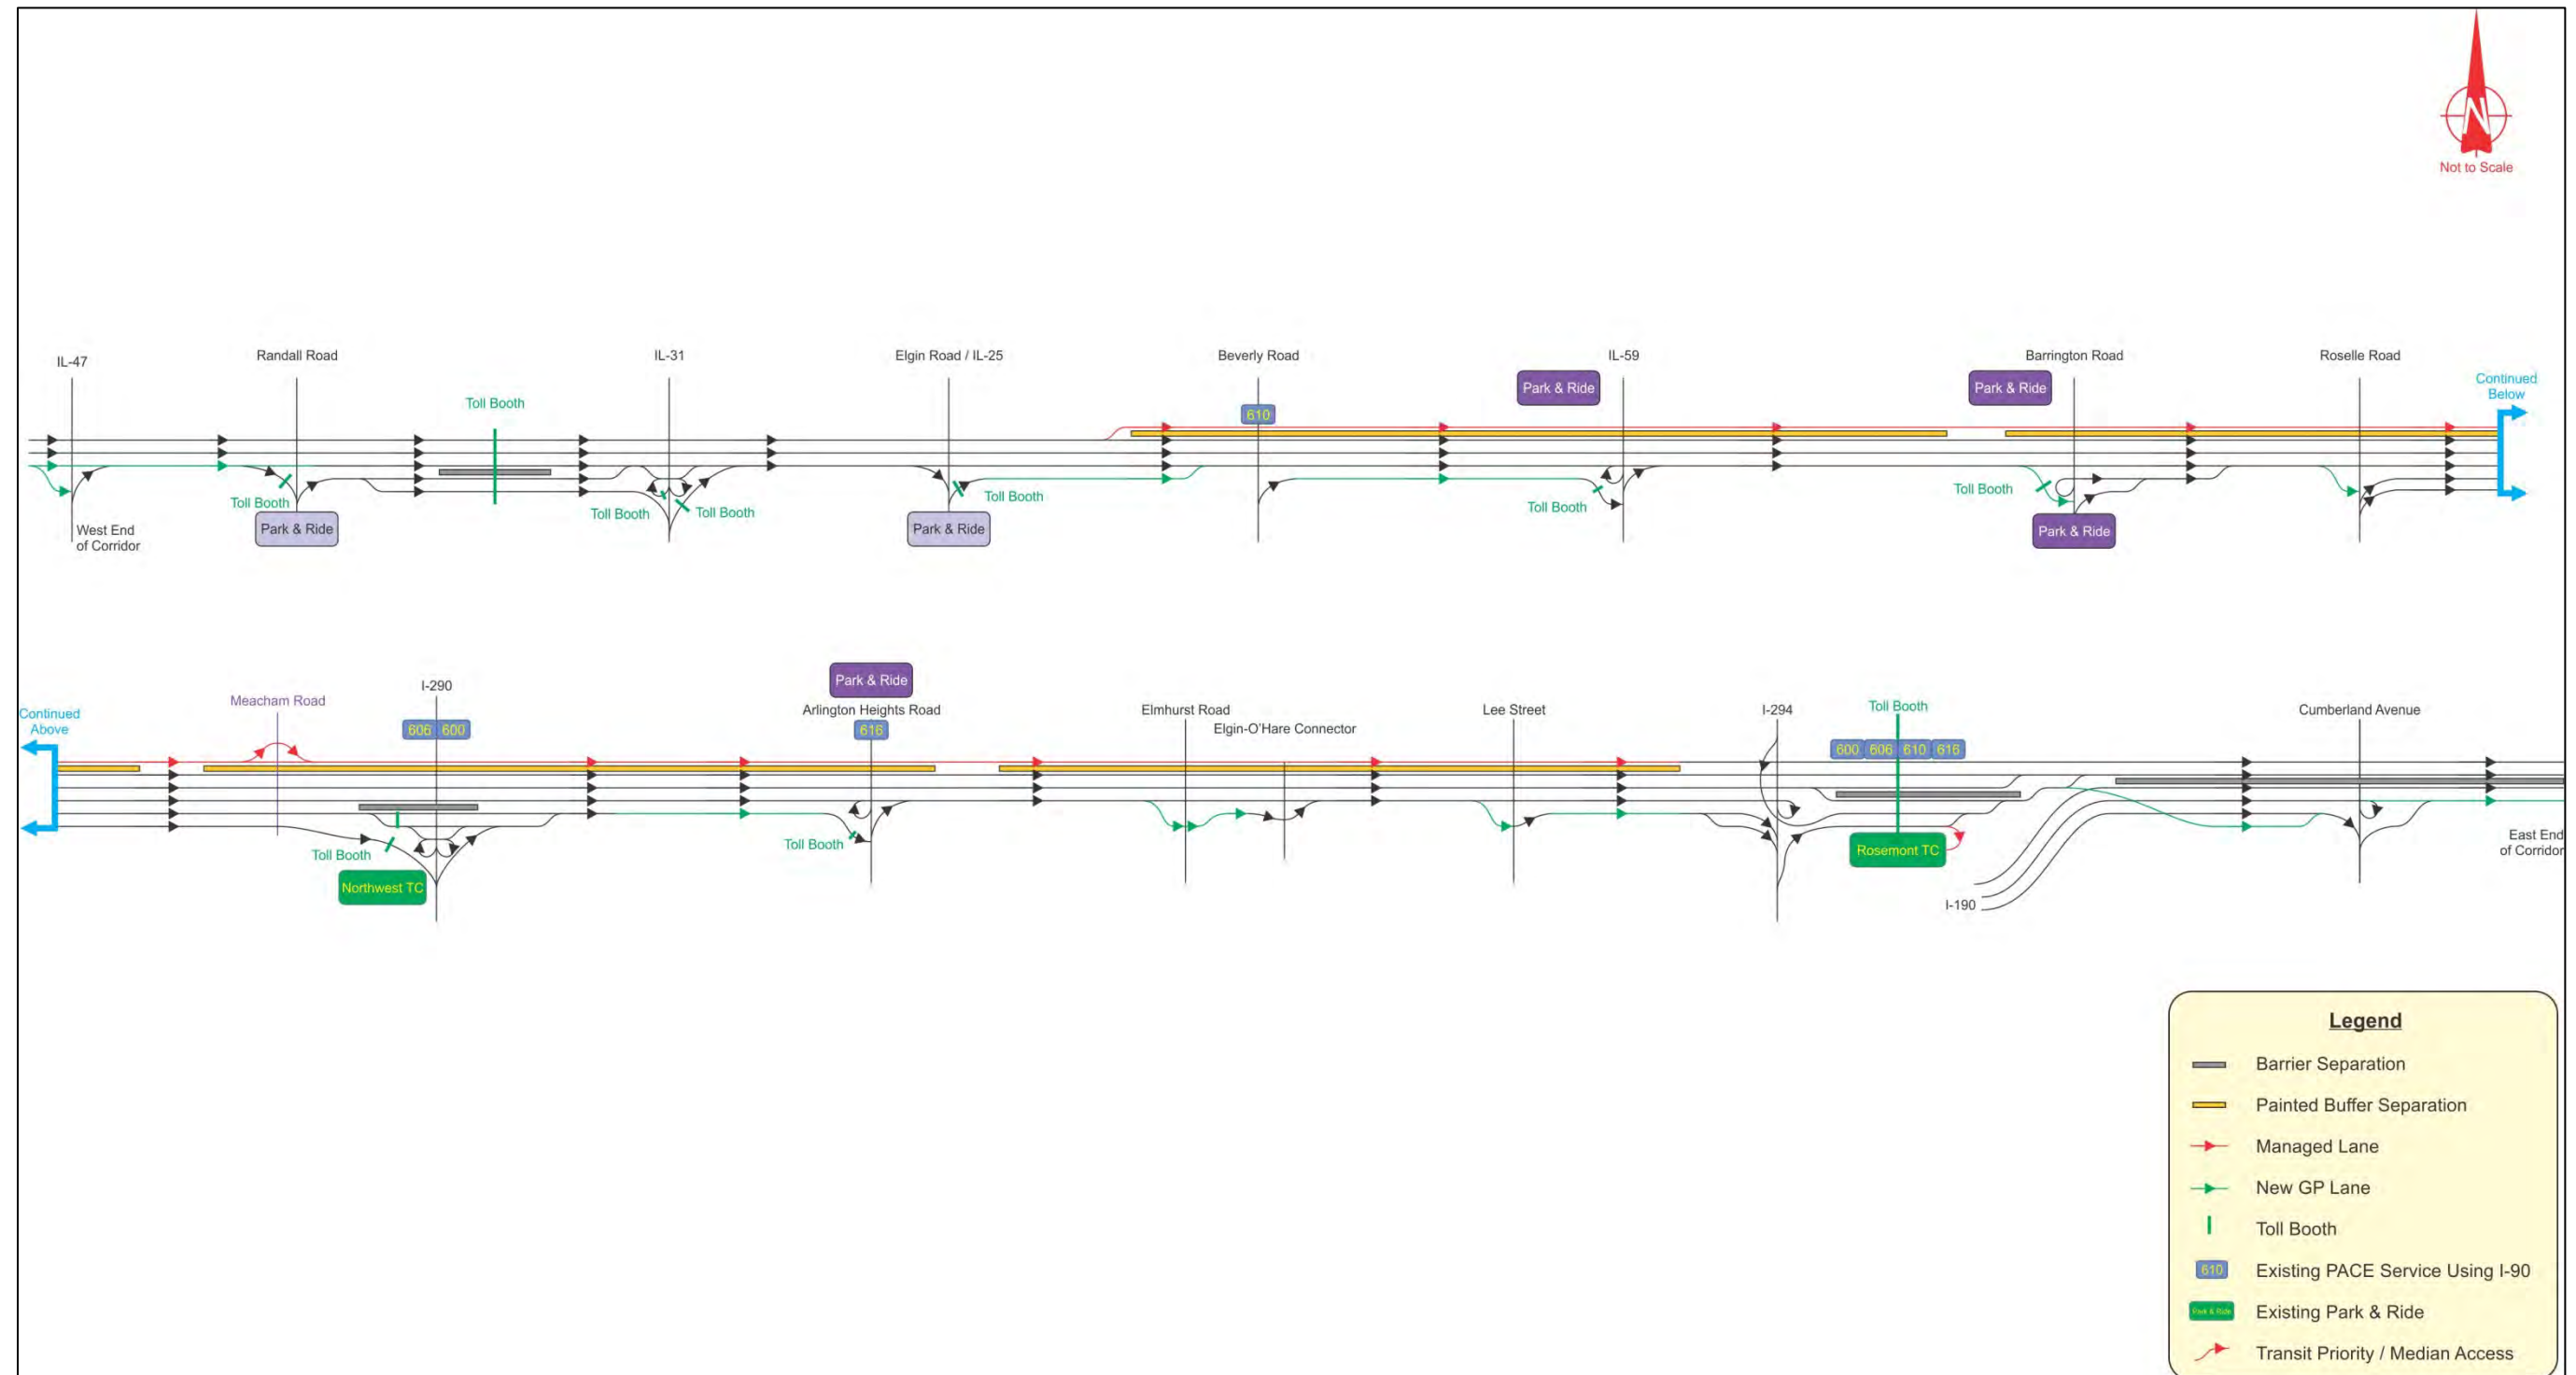 N
Not to Scale
IL-47
Randall Road
IL-31
Elgin Road / IL-25
Beverly Road
IL-59
Barrington Road
Roselle Road
Continued
Below
Park & Ride
Park & Ride
Toll Booth
610
Toll Booth
Toll Booth
Toll Booth
Toll Booth
Toll Booth
Toll Booth
West End
of Corridor
Park & Ride
Park & Ride
Park & Ride
Continued
Above
Meacham Road
I-290
606 600
Park & Ride
Arlington Heights Road
616
Elmhurst Road
Elgin-O'Hare Connector
Lee Street
I-294
Toll Booth
600 606 610 616
Cumberland Avenue
Toll Booth
Toll Booth
Northwest TC
Rosemont TC
I-190
East End
of Corridor
Legend
Barrier Separation
Painted Buffer Separation
Managed Lane
New GP Lane
Toll Booth
610
Existing PACE Service Using I-90
Park & Ride
Existing Park & Ride
Transit Priority / Median Access